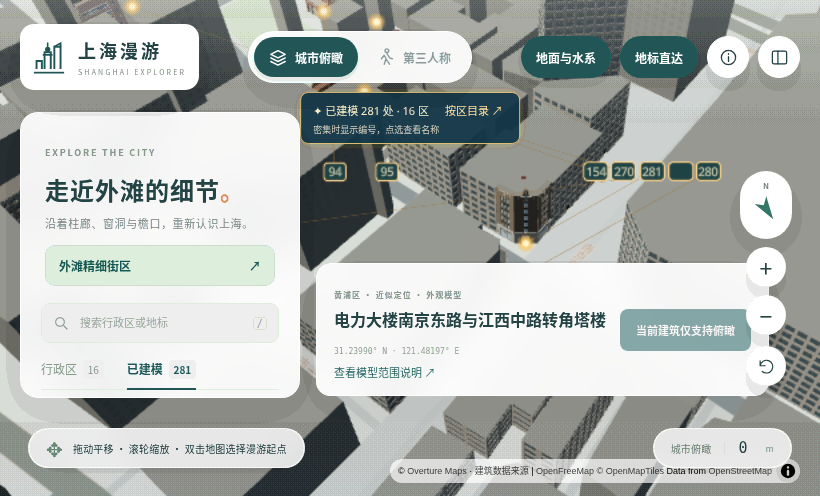 上海漫游
SHANGHAI EXPLORER
城市俯瞰
第三人称
地面与水系
地标直达
✦ 已建模 281 处 · 16 区 按区目录 ↗
密集时显示编号，点选查看名称
94
95
154
270
281
280
N
EXPLORE THE CITY
走近外滩的细节。
沿着柱廊、窗洞与檐口，重新认识上海。
外滩精细街区 ↗
搜索行政区或地标 /
行政区 16
已建模 281
黄浦区 · 近似定位 · 外观模型
电力大楼南京东路与江西中路转角塔楼
31.23990° N · 121.48197° E
查看模型范围说明 ↗
当前建筑仅支持俯瞰
拖动平移 · 滚轮缩放 · 双击地图选择漫游起点
城市俯瞰 0 m
© Overture Maps · 建筑数据来源 | OpenFreeMap © OpenMapTiles Data from OpenStreetMap